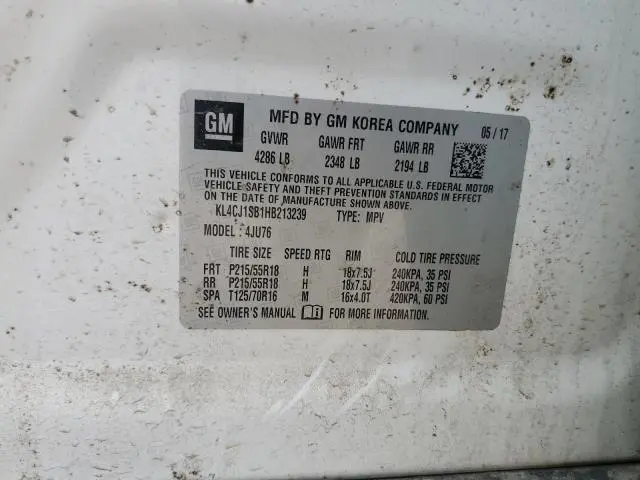 GM
MFD BY GM KOREA COMPANY 05/17
GVWR GAWR FRT GAWR RR
4286 LB 2348 LB 2194 LB
THIS VEHICLE CONFORMS TO ALL APPLICABLE U.S. FEDERAL MOTOR
VEHICLE SAFETY AND THEFT PREVENTION STANDARDS IN EFFECT
ON THE DATE OF MANUFACTURE SHOWN ABOVE.
KL4CJ1SB1HB213239 TYPE: MPV
MODEL: 4JU76
TIRE SIZE SPEED RTG RIM COLD TIRE PRESSURE
FRT P215/55R18 H 18x7.5J 240KPA, 35 PSI
RR P215/55R18 H 18x7.5J 240KPA, 35 PSI
SPA T125/70R16 M 16x4.0T 420KPA, 60 PSI
SEE OWNER'S MANUAL FOR MORE INFORMATION.